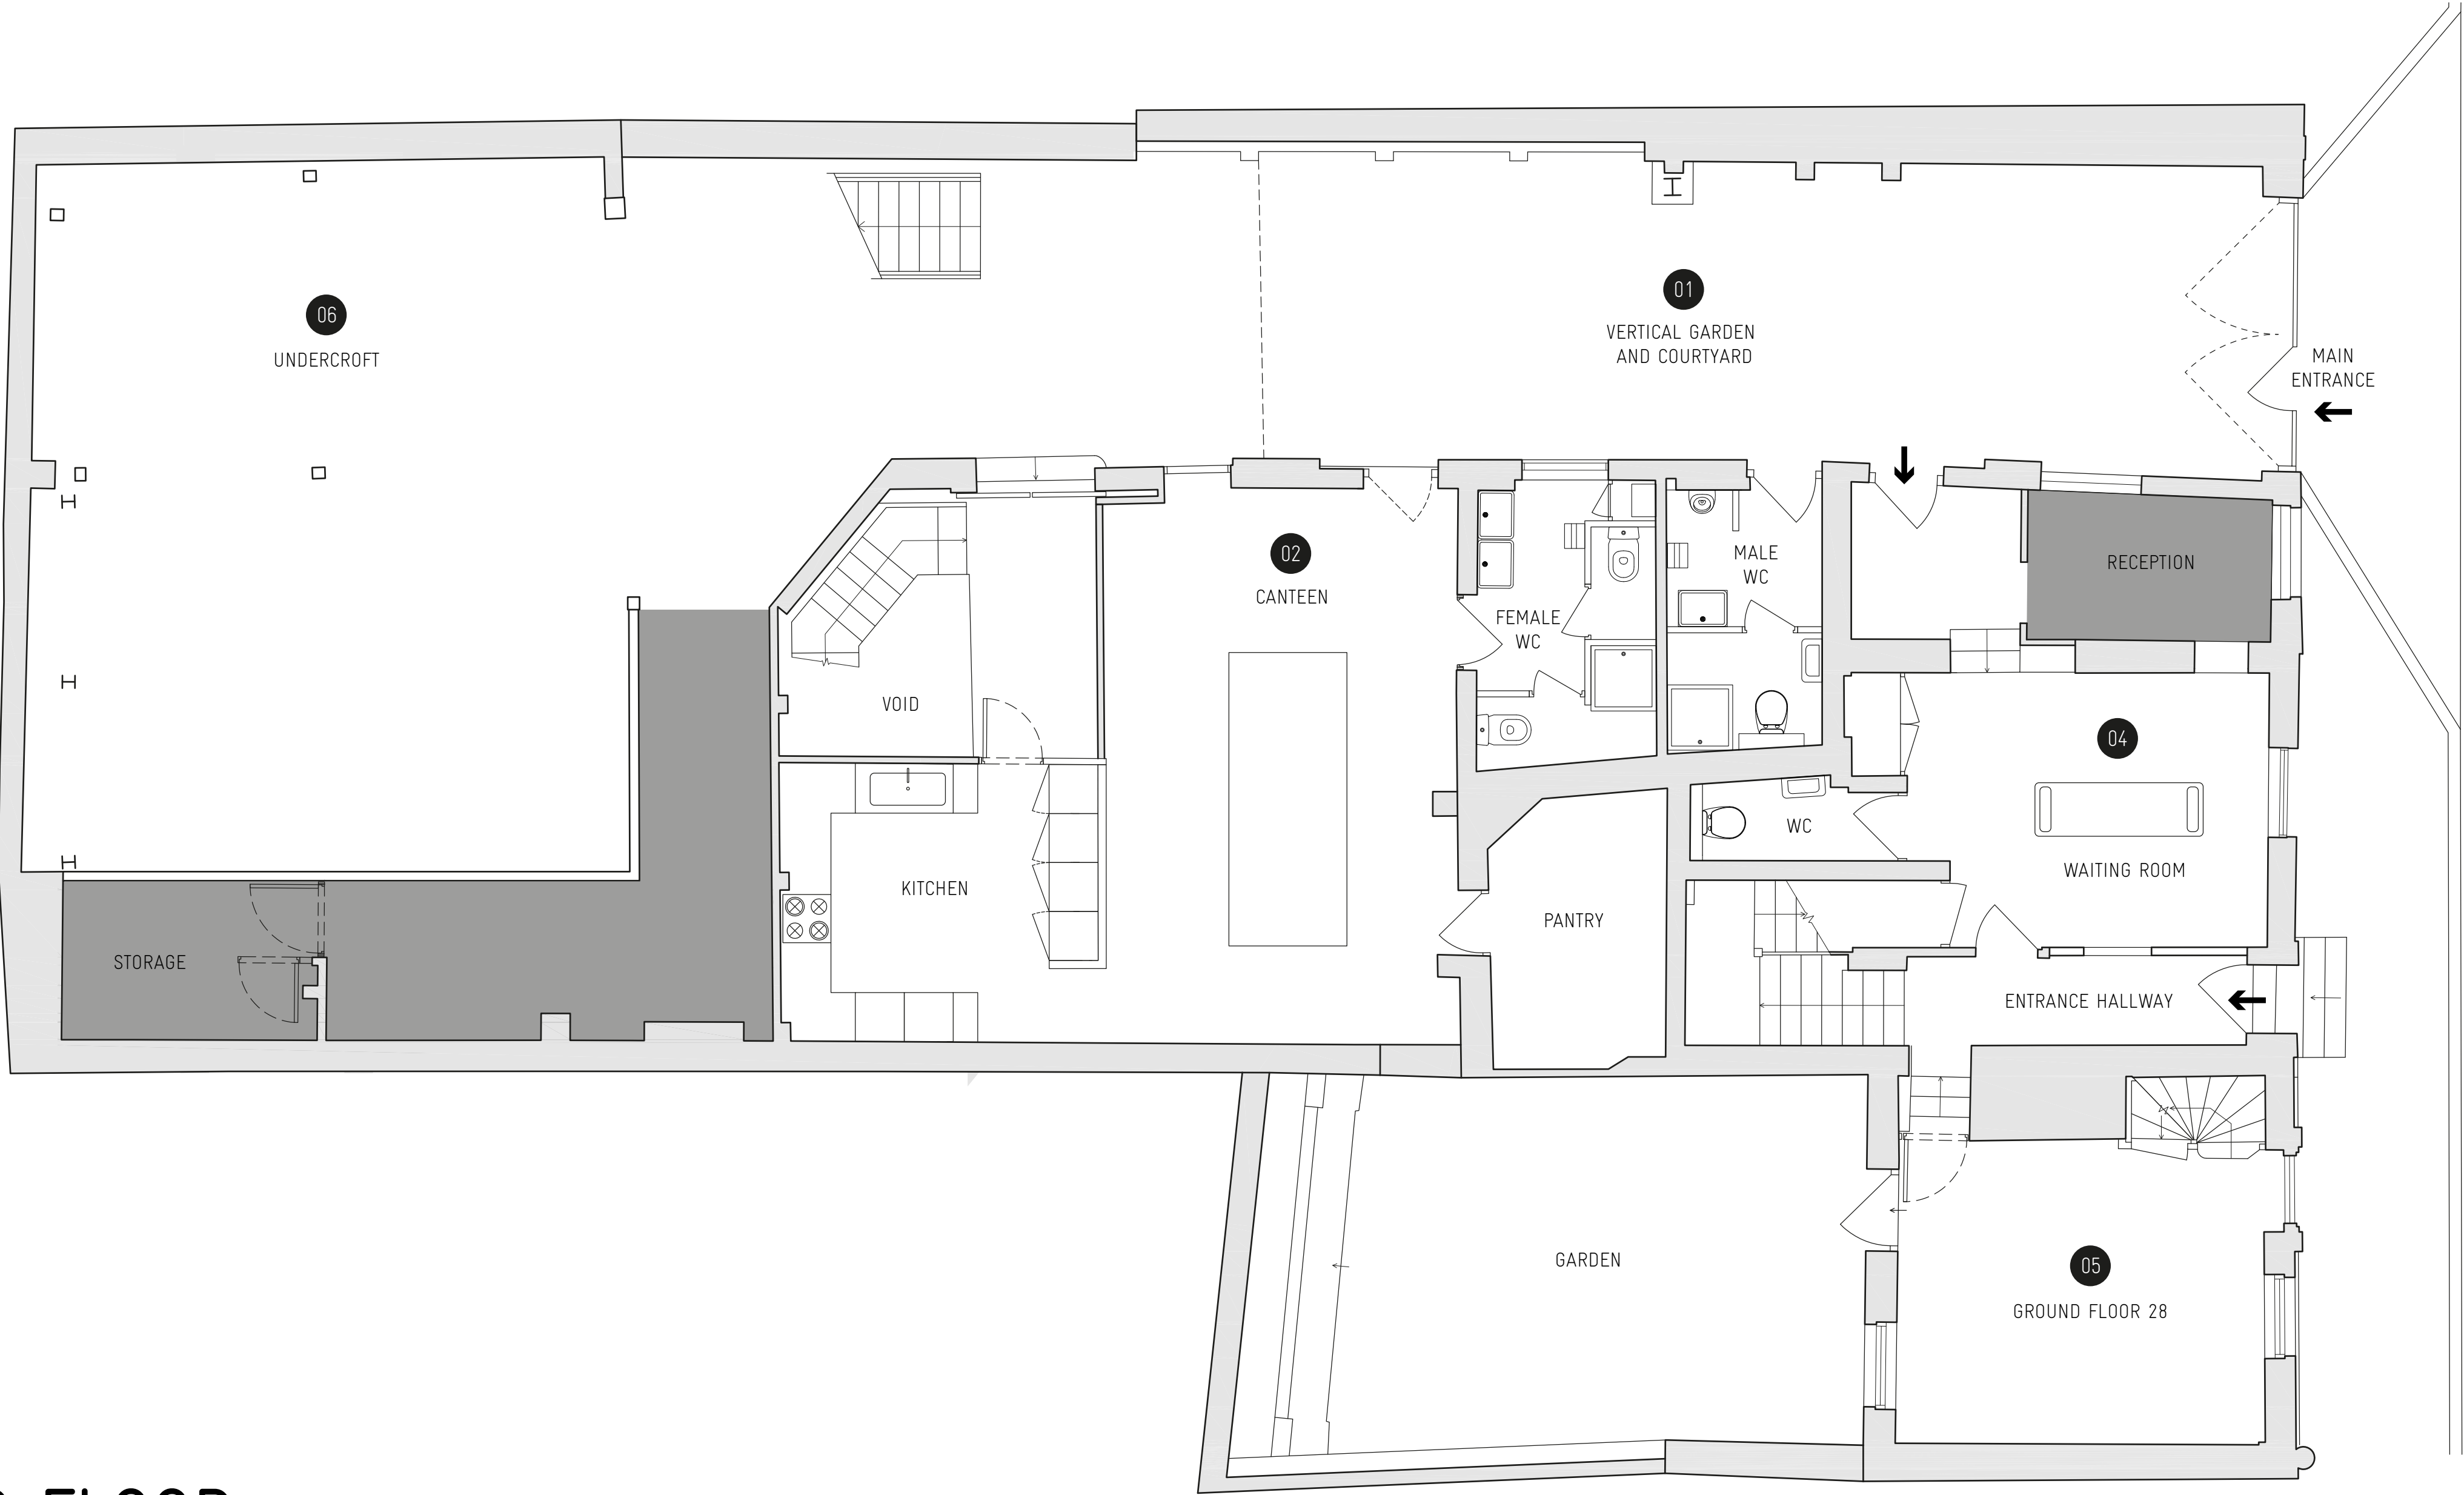 01
VERTICAL GARDEN
AND COURTYARD
06
UNDERCROFT
MAIN
ENTRANCE
02
CANTEEN
MALE
WC
RECEPTION
FEMALE
WC
VOID
04
WAITING ROOM
WC
KITCHEN
PANTRY
STORAGE
ENTRANCE HALLWAY
GARDEN
05
GROUND FLOOR 28
FLOOR